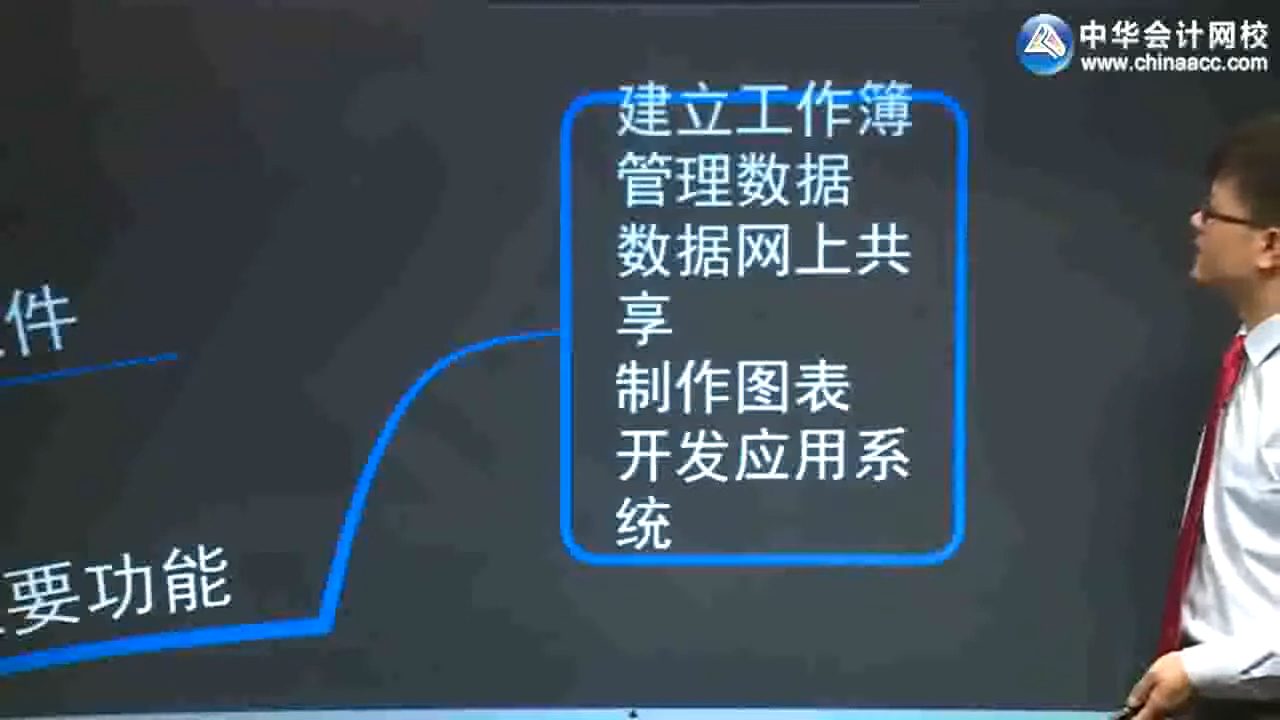 中华会计网校
www.chinaacc.com
建立工作簿
管理数据
数据网上共
享
制作图表
开发应用系
统
件
要功能